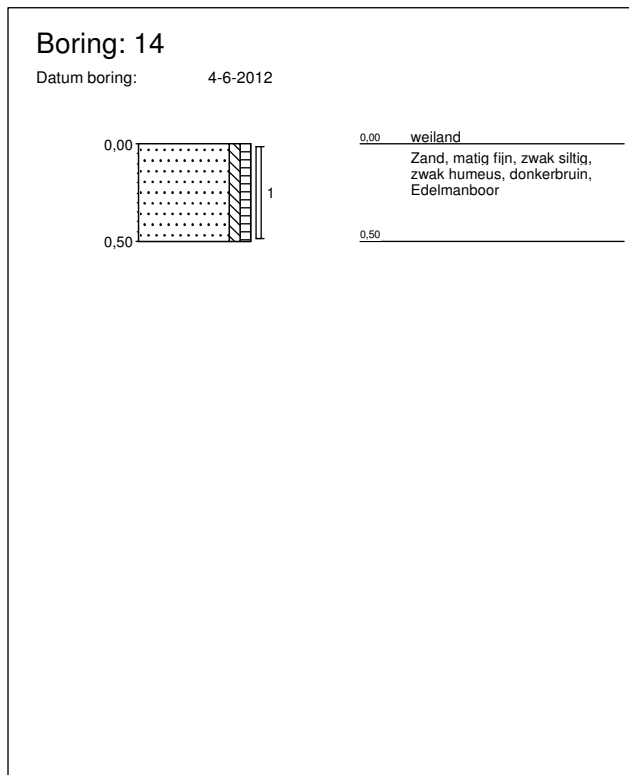 Boring: 14
Datum boring: 4-6-2012
0,00
0,50
1
0,00 weiland
Zand, matig fijn, zwak siltig,
zwak humeus, donkerbruin,
Edelmanboor
0,50